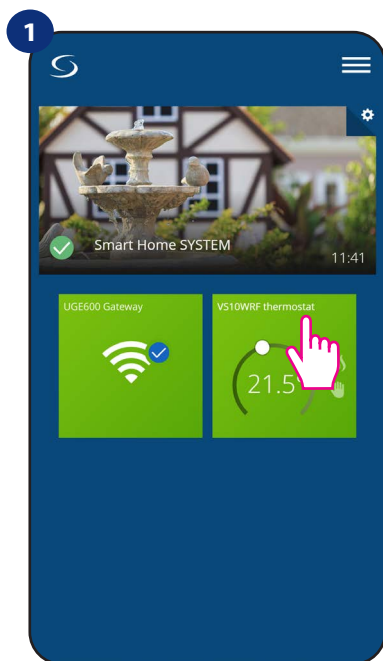 1
Smart Home SYSTEM
11:41
UGE600 Gateway
VS10WRF thermostat
21.5°